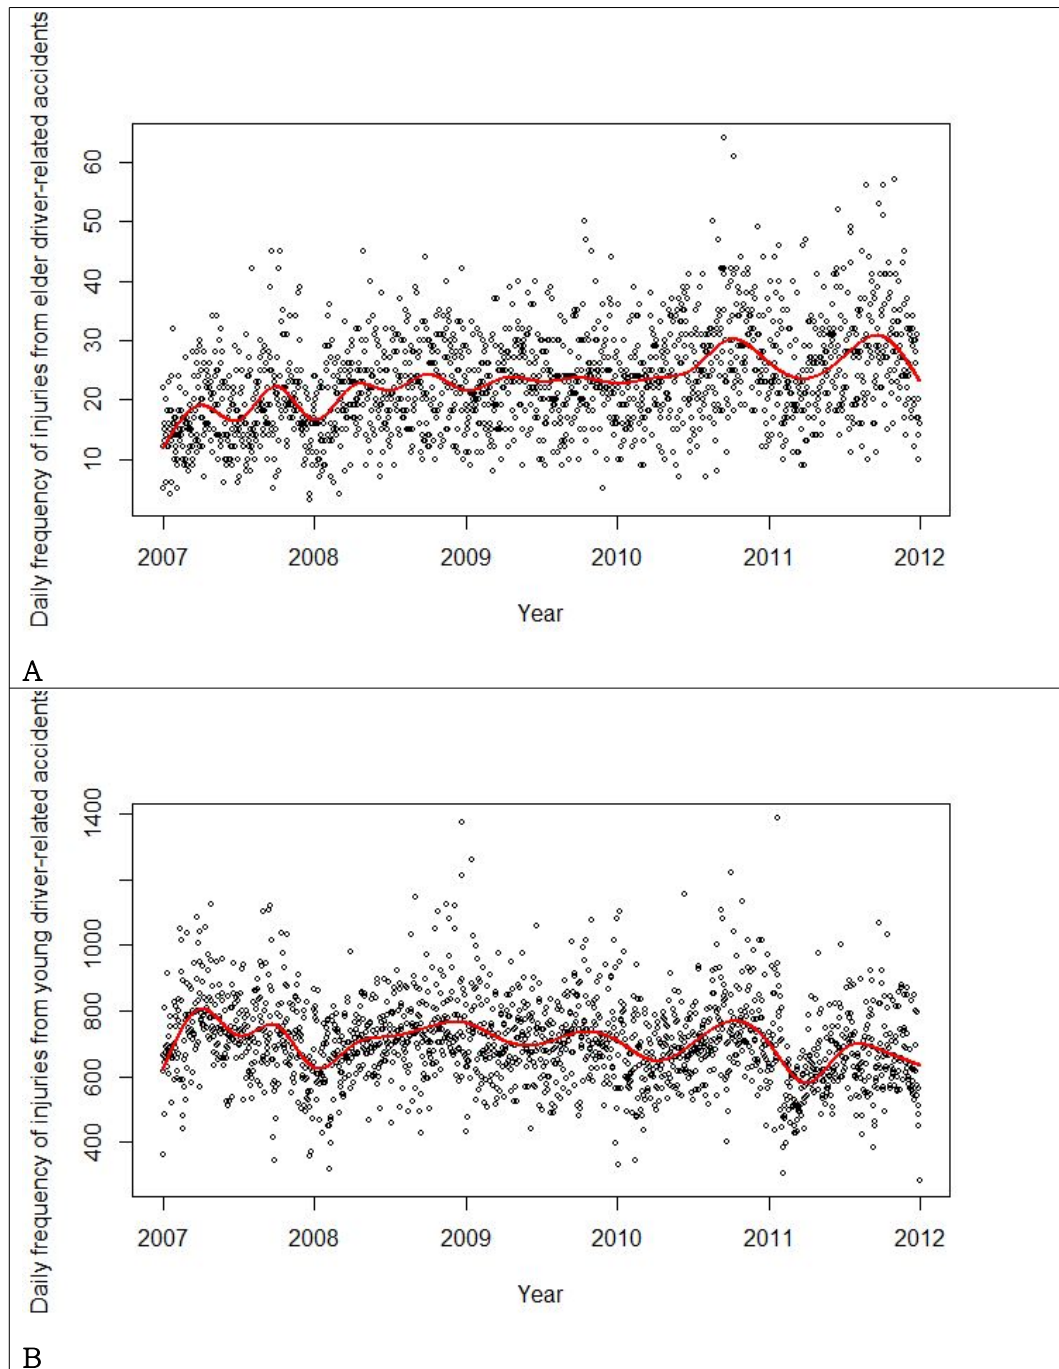 Daily frequency of injuries from elder driver-related accidents
60
50
40
30
20
10
2007 2008 2009 2010 2011 2012
Year
A
Daily frequency of injuries from young driver-related accidents
1400
1000
800
600
400
2007 2008 2009 2010 2011 2012
Year
B